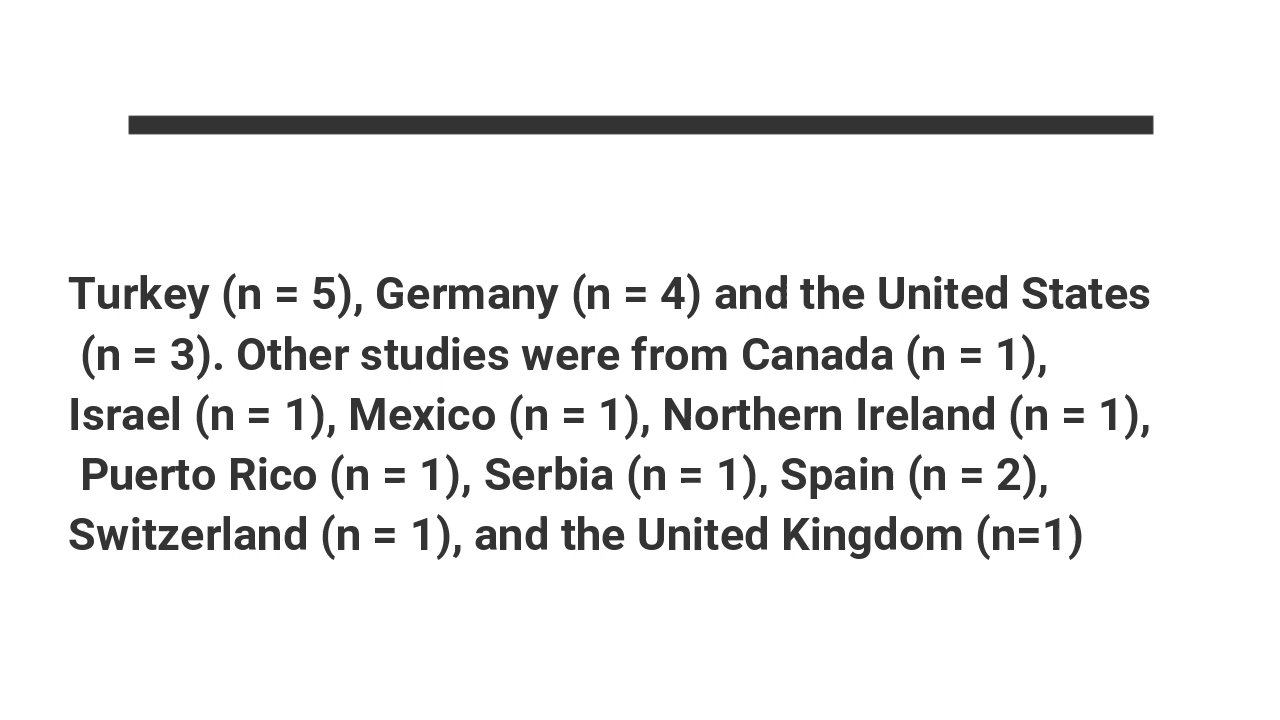 Turkey (n = 5), Germany (n = 4) and the United States
(n = 3). Other studies were from Canada (n = 1),
Israel (n = 1), Mexico (n = 1), Northern Ireland (n = 1),
Puerto Rico (n = 1), Serbia (n = 1), Spain (n = 2),
Switzerland (n = 1), and the United Kingdom (n=1)